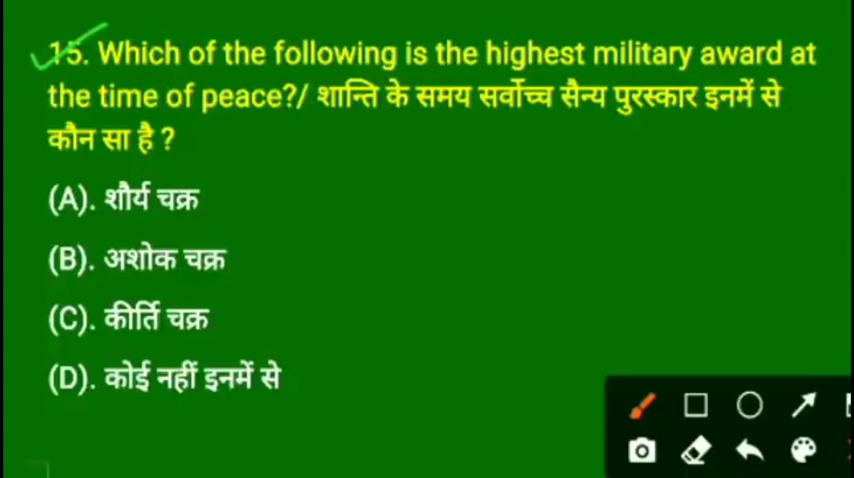 15. Which of the following is the highest military award at
the time of peace?/ शान्ति के समय सर्वोच्च सैन्य पुरस्कार इनमें से
कौन सा है ?
(A). शौर्य चक्र
(B). अशोक चक्र
(C). कीर्ति चक्र
(D). कोई नहीं इनमें से